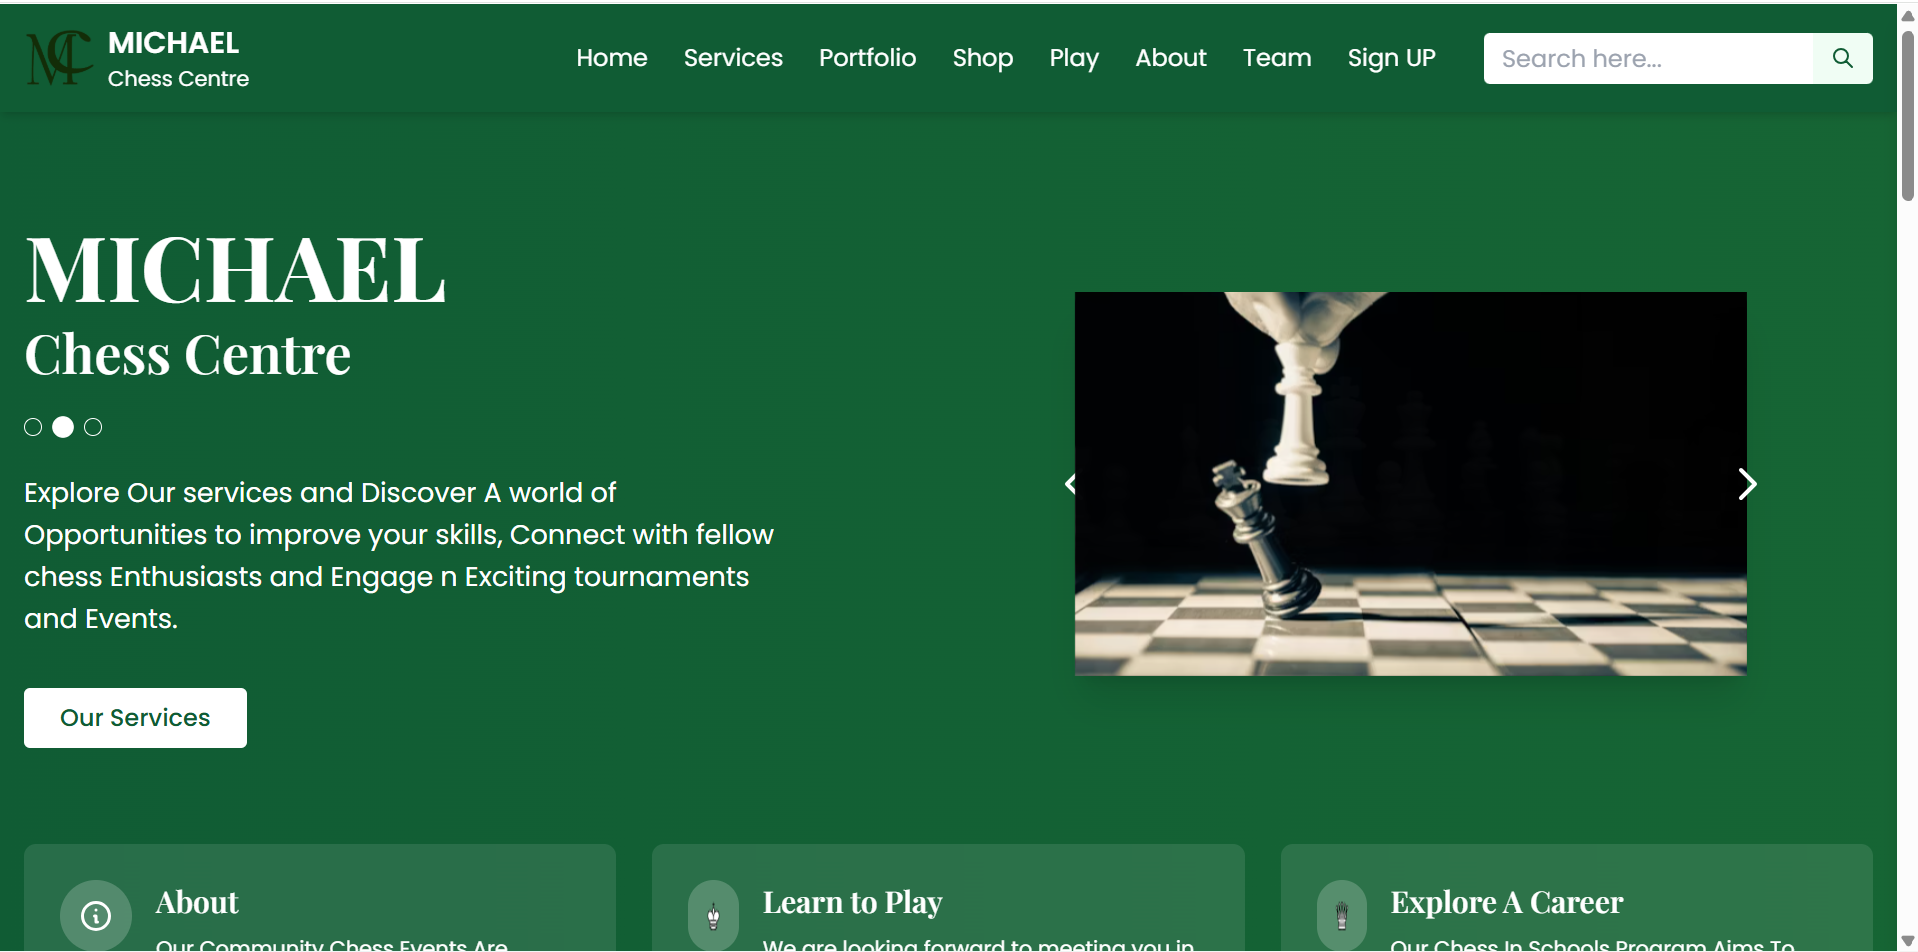 MC
MICHAEL
Chess Centre
Home Services Portfolio Shop Play About Team Sign UP
Search here...
MICHAEL
Chess Centre
Explore Our services and Discover A world of
Opportunities to improve your skills, Connect with fellow
chess Enthusiasts and Engage n Exciting tournaments
and Events.
Our Services
About
Our Community Chess Events Are
Learn to Play
We are looking forward to meeting you in
Explore A Career
Our Chess In Schools Program Aims To